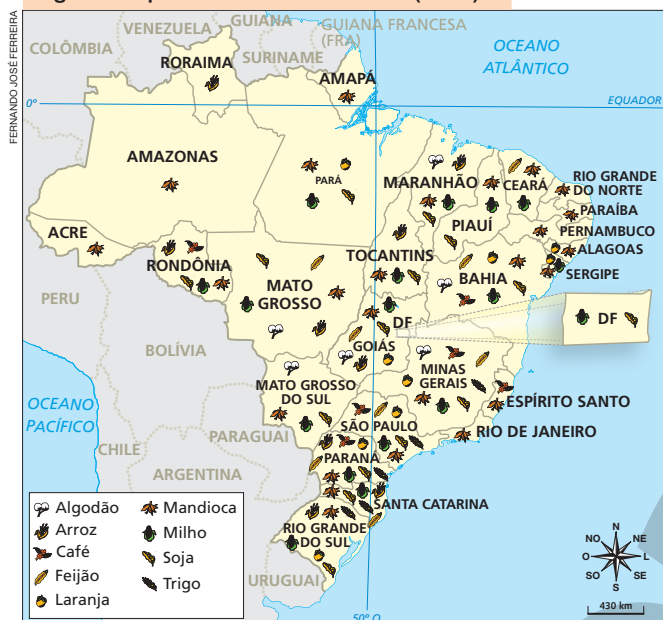 FERNANDO JOSÉ FERREIRA
VENEZUELA
GUIANA
GUIANA FRANCESA
(FRA)
SURINAME
COLÔMBIA
OCEANO
ATLÂNTICO
RORAIMA
AMAPÁ
0°
EQUADOR
AMAZONAS
PARÁ
MARANHÃO
CEARÁ
RIO GRANDE
DO NORTE
PARAÍBA
PERNAMBUCO
ALAGOAS
SERGIPE
PIAUÍ
ACRE
RONDÔNIA
TOCANTINS
MATO
GROSSO
BAHIA
PERU
BOLÍVIA
DF
DF
GOIÁS
MINAS
GERAIS
MATO GROSSO
DO SUL
ESPÍRITO SANTO
SÃO PAULO
RIO DE JANEIRO
OCEANO
PACÍFICO
PARAGUAI
CHILE
ARGENTINA
PARANÁ
SANTA CATARINA
RIO GRANDE
DO SUL
URUGUAI
Algodão
Arroz
Café
Feijão
Laranja
Mandioca
Milho
Soja
Trigo
N
NO NE
O L
SO SE
S
430 km
50° O